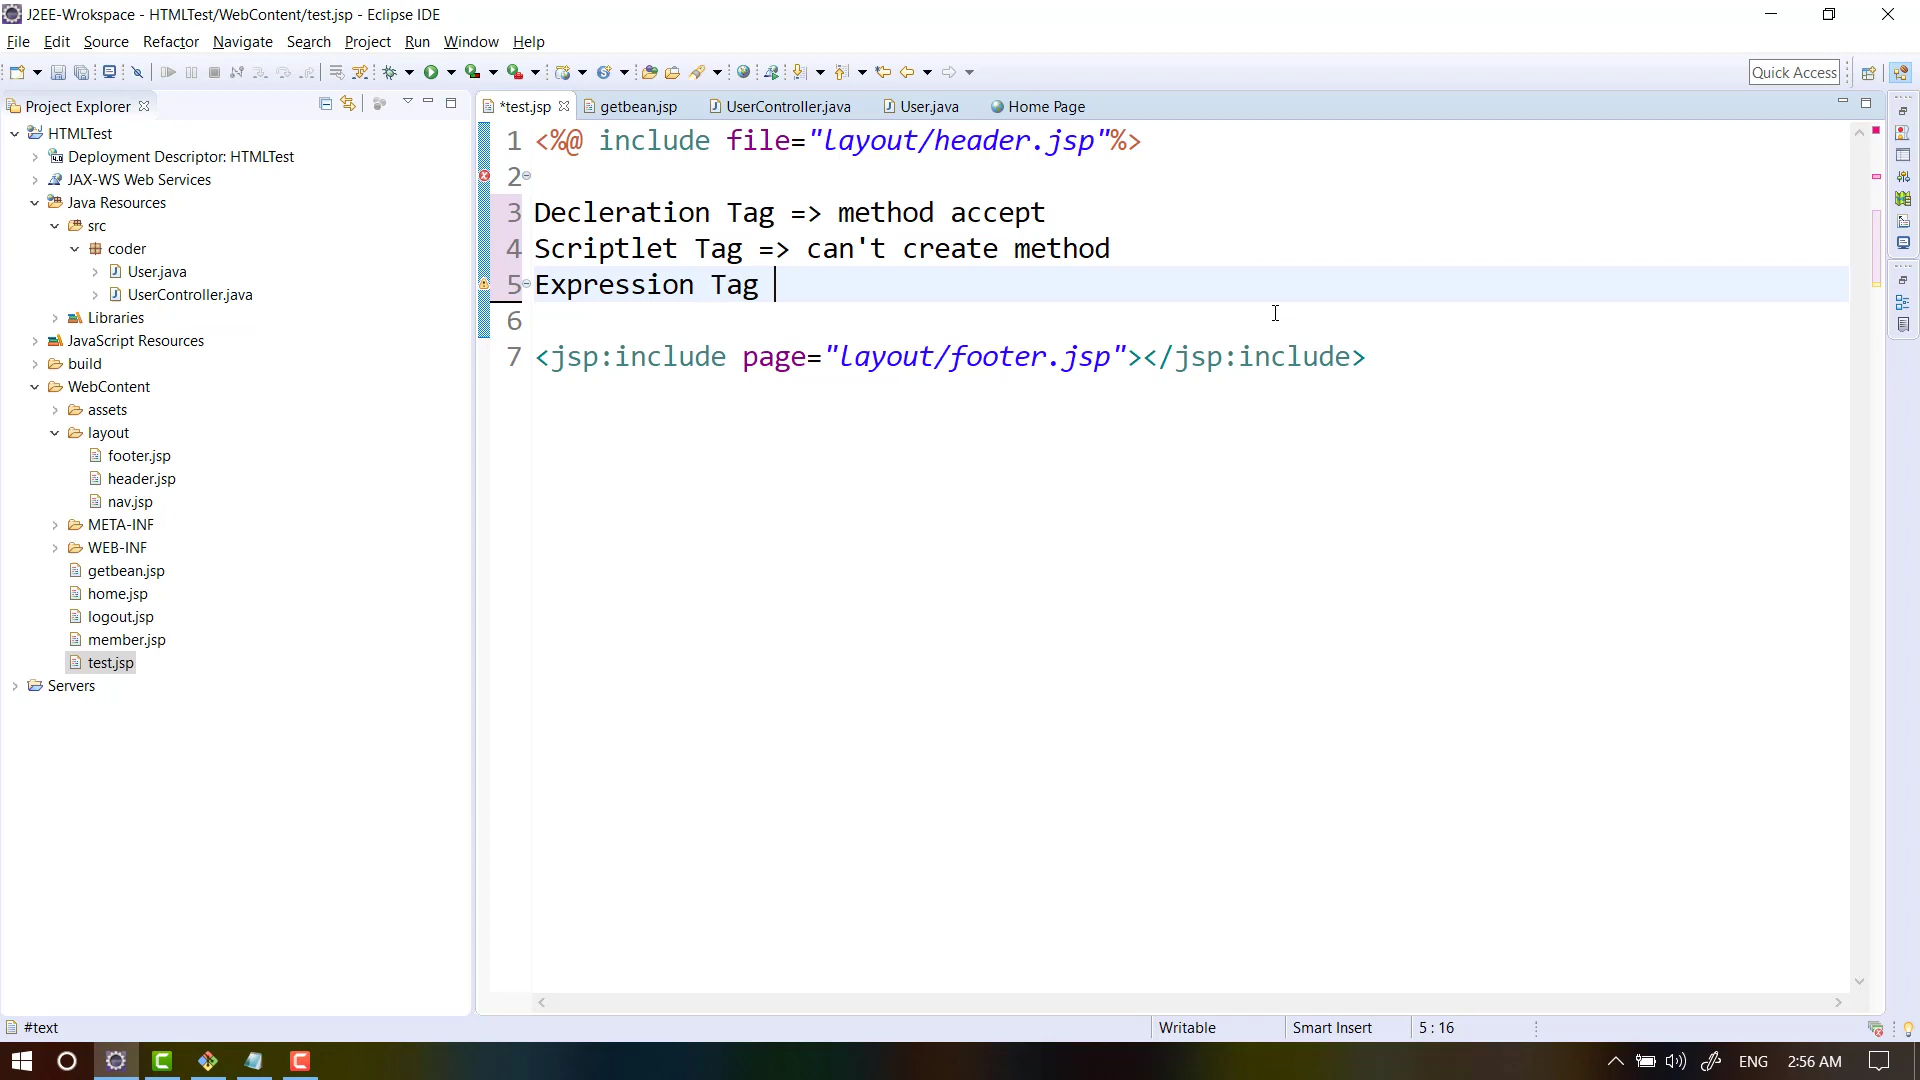 J2EE-Wrokspace - HTMLTest/WebContent/test.jsp - Eclipse IDE
File Edit Source Refactor Navigate Search Project Run Window Help
Quick Access
Project Explorer
*test.jsp getbean.jsp UserController.java User.java Home Page
HTMLTest
Deployment Descriptor: HTMLTest
JAX-WS Web Services
Java Resources
src
coder
User.java
UserController.java
Libraries
JavaScript Resources
build
WebContent
assets
layout
footer.jsp
header.jsp
nav.jsp
META-INF
WEB-INF
getbean.jsp
home.jsp
logout.jsp
member.jsp
test.jsp
Servers
1 <%@ include file="layout/header.jsp"%>
2
3 Decleration Tag => method accept
4 Scriptlet Tag => can't create method
5 Expression Tag
6
7 <jsp:include page="layout/footer.jsp"></jsp:include>
#text Writable Smart Insert 5 : 16
ENG 2:56 AM